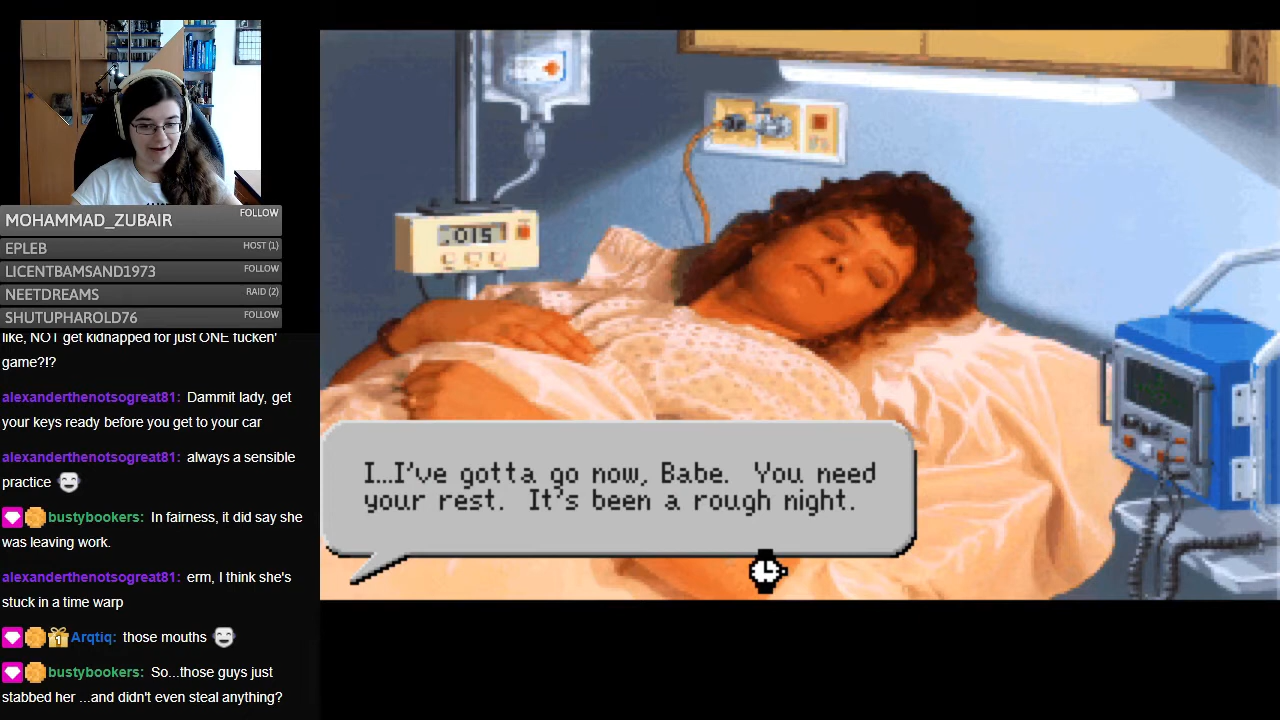 MOHAMMAD_ZUBAIR FOLLOW
EPLEB HOST (1)
LICENTBAMSAND1973 FOLLOW
NEETDREAMS RAID (2)
SHUTUPHAROLD76 FOLLOW
like, NOT get kidnapped for just ONE fucken'
game?!?
alexanderthenotsogreat81: Dammit lady, get
your keys ready before you get to your car
alexanderthenotsogreat81: always a sensible
practice
bustybookers: In fairness, it did say she
was leaving work.
alexanderthenotsogreat81: erm, I think she's
stuck in a time warp
1 Arqtiq: those mouths
bustybookers: So...those guys just
stabbed her ...and didn't even steal anything?
.015
I...I've gotta go now, Babe. You need
your rest. It's been a rough night.